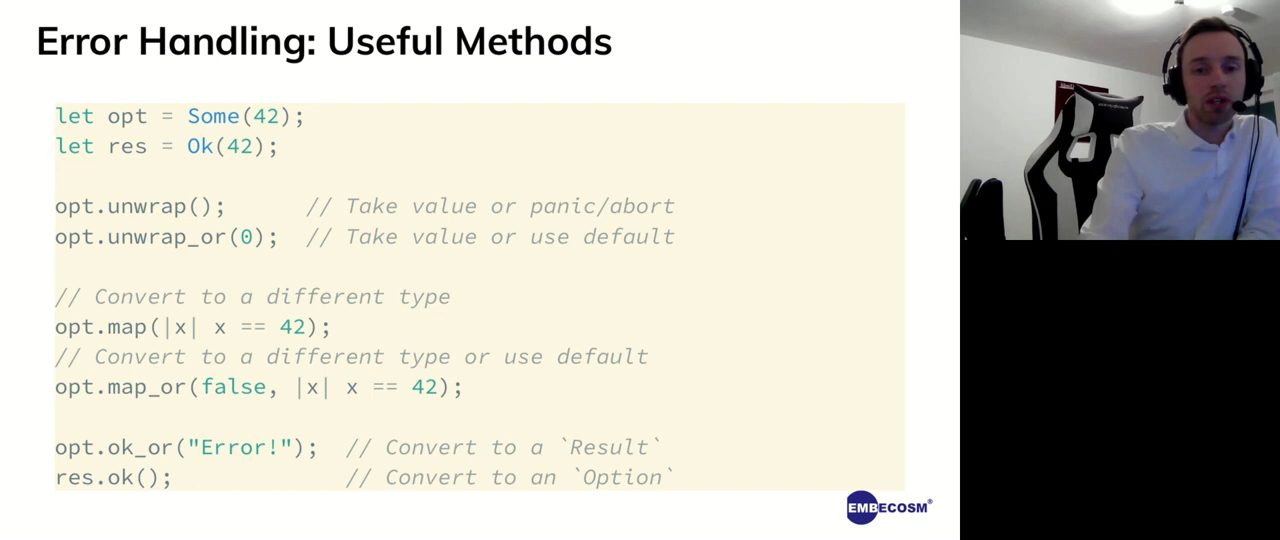 Error Handling: Useful Methods
let opt = Some(42);
let res = Ok(42);
opt.unwrap();      // Take value or panic/abort
opt.unwrap_or(0);  // Take value or use default
// Convert to a different type
opt.map(|x| x == 42);
// Convert to a different type or use default
opt.map_or(false, |x| x == 42);
opt.ok_or("Error!");  // Convert to a `Result`
res.ok();             // Convert to an `Option`
EMBECOSM®